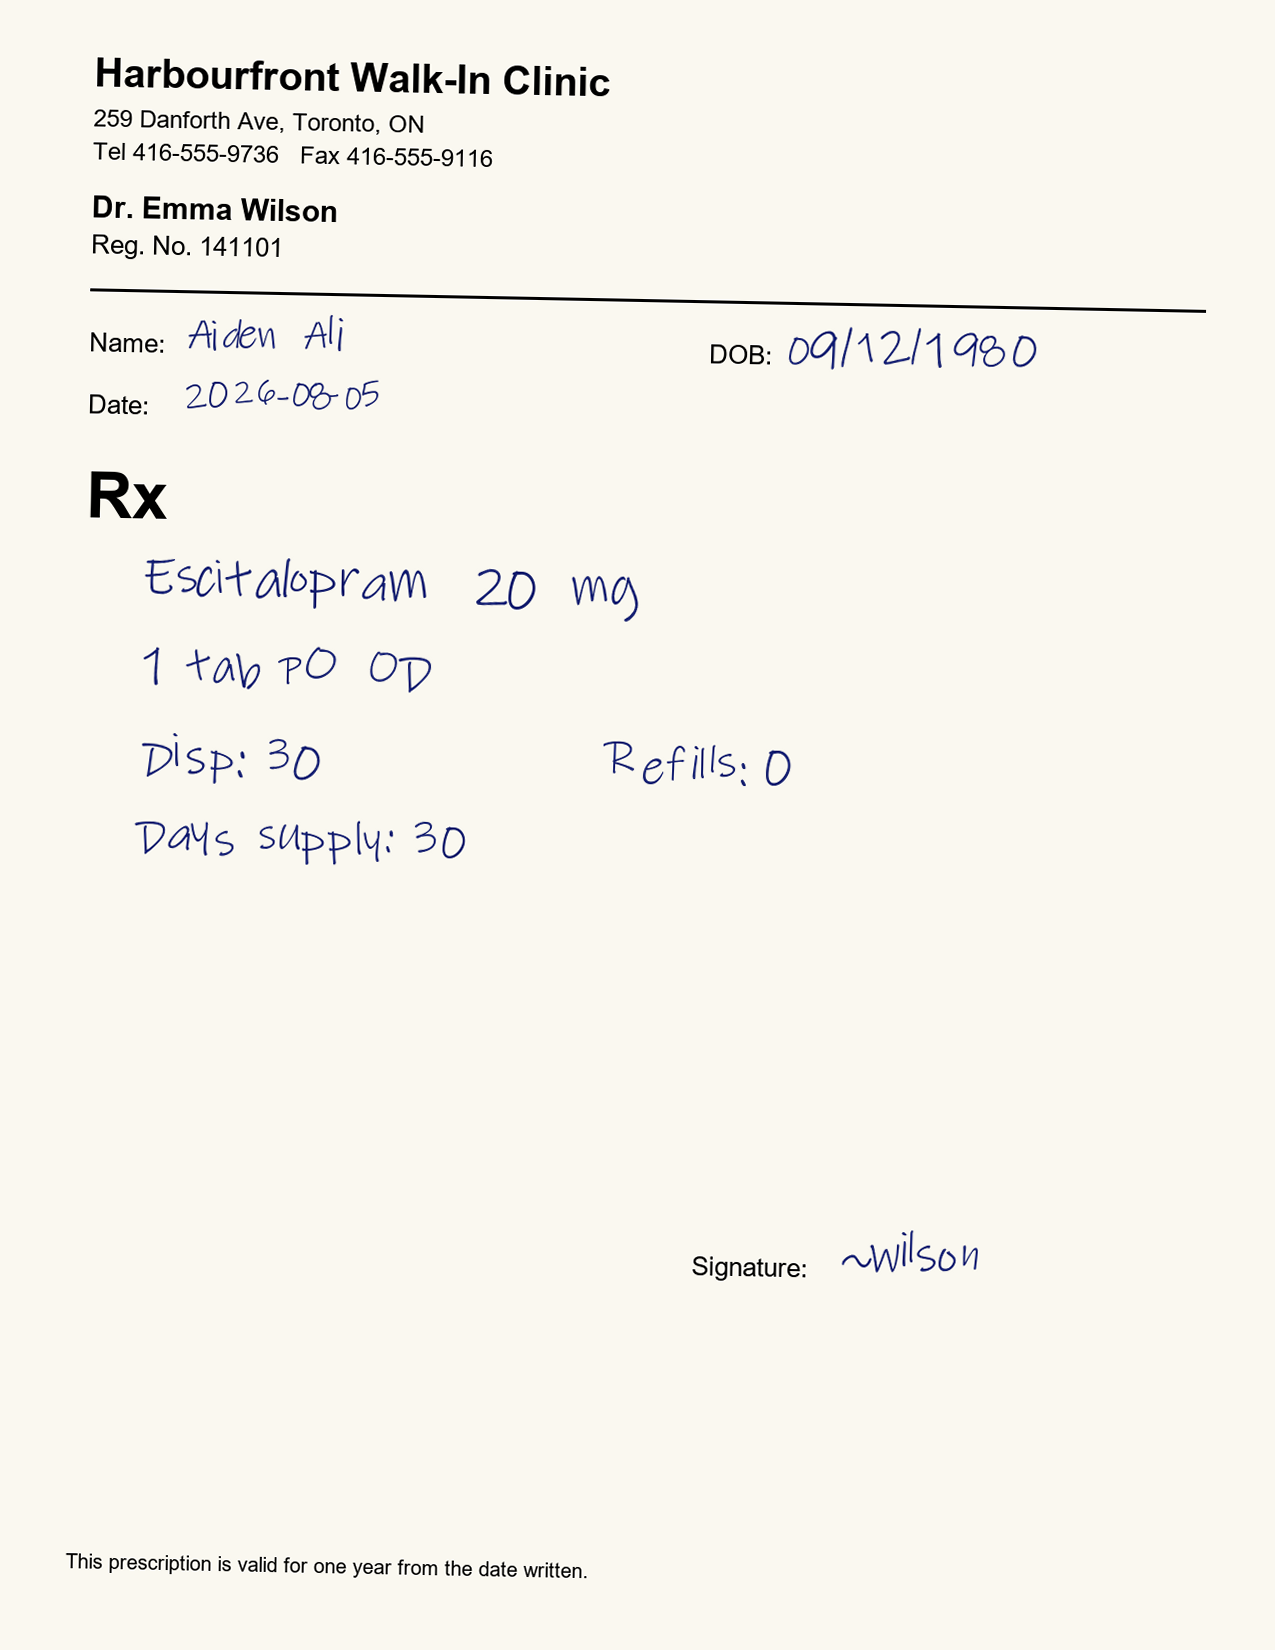 Harbourfront Walk-In Clinic
259 Danforth Ave, Toronto, ON
Tel 416-555-9736 Fax 416-555-9116
Dr. Emma Wilson
Reg. No. 141101
Name: Aiden Ali DOB: 09/12/1980
Date: 2026-08-05
Rx
Escitalopram 20 mg
1 tab PO OD
Disp: 30 Refills: 0
Days supply: 30
Signature: ~Wilson
This prescription is valid for one year from the date written.